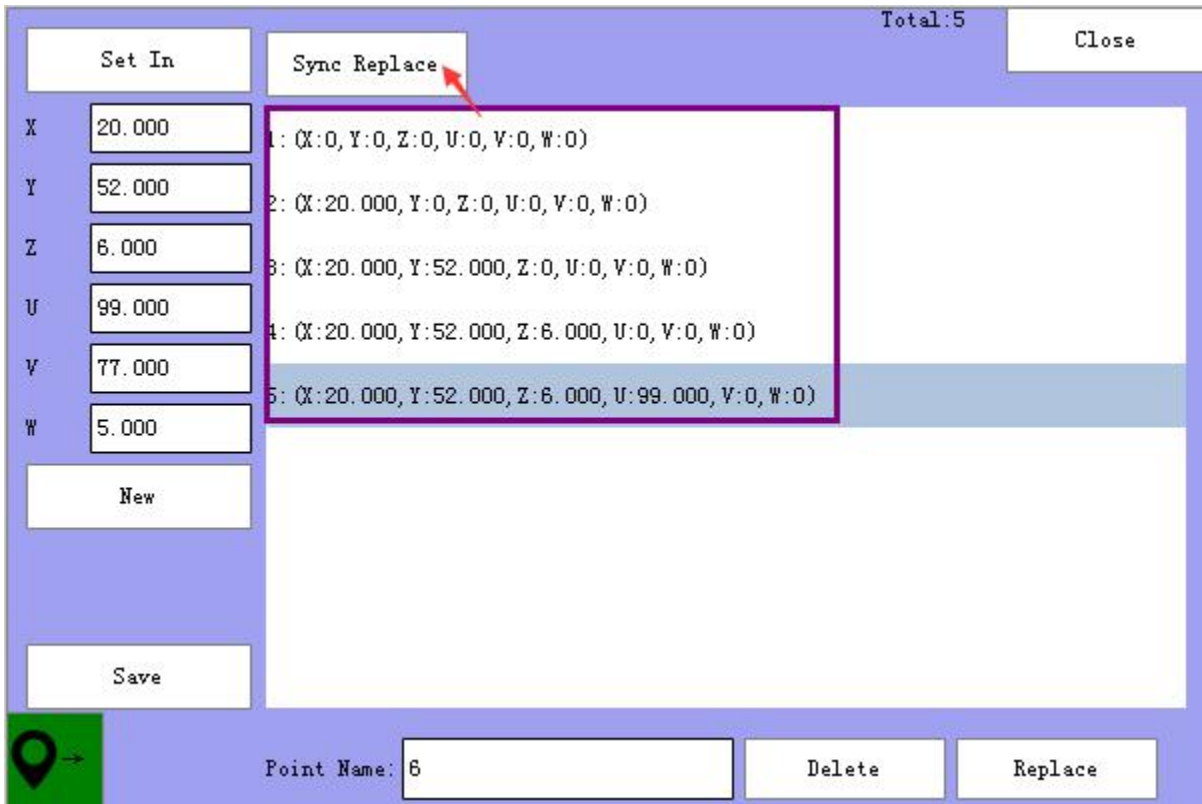 Total:5
Close
Set In
Sync Replace
X 20.000
Y 52.000
Z 6.000
U 99.000
V 77.000
W 5.000
1: (X:0, Y:0, Z:0, U:0, V:0, W:0)
2: (X:20.000, Y:0, Z:0, U:0, V:0, W:0)
3: (X:20.000, Y:52.000, Z:0, U:0, V:0, W:0)
4: (X:20.000, Y:52.000, Z:6.000, U:0, V:0, W:0)
5: (X:20.000, Y:52.000, Z:6.000, U:99.000, V:0, W:0)
New
Save
Point Name: 6
Delete
Replace